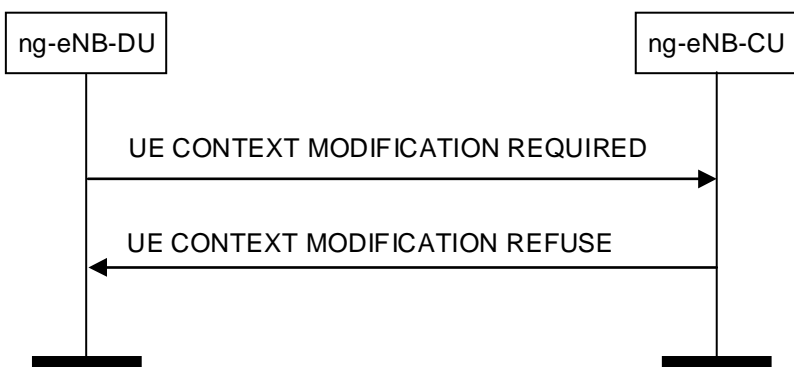 ng-eNB-DU
ng-eNB-CU
UE CONTEXT MODIFICATION REQUIRED
UE CONTEXT MODIFICATION REFUSE